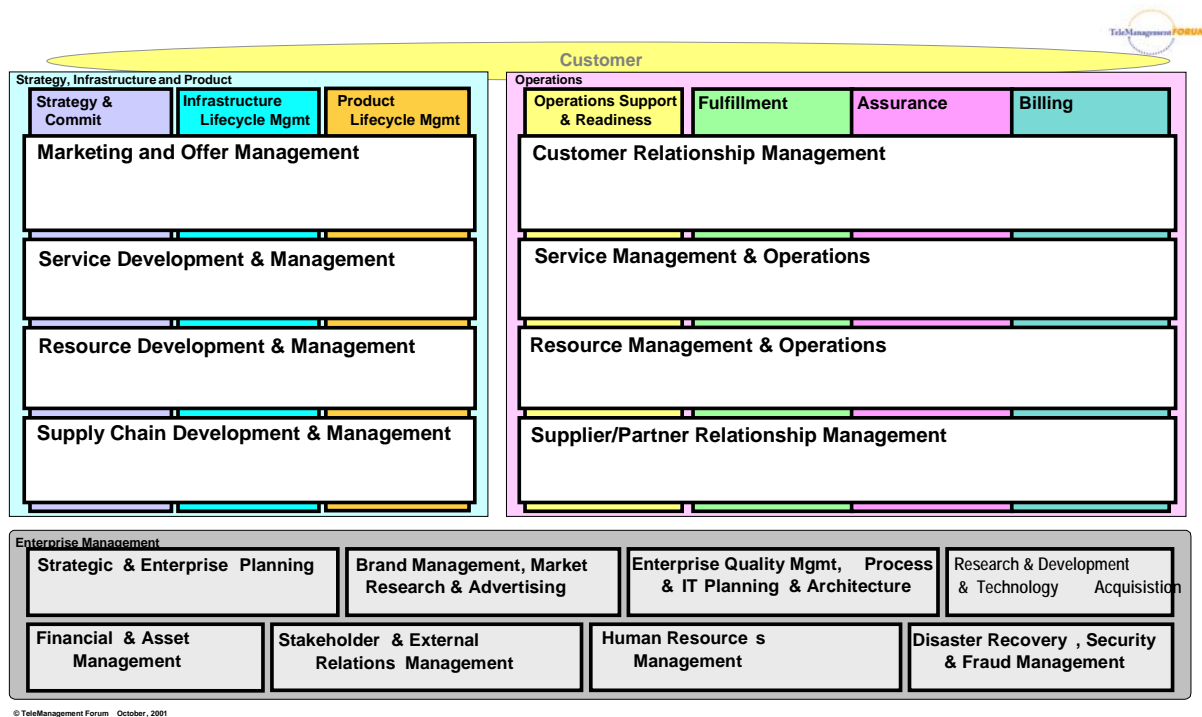 TeleManagement FORUM
Customer
Strategy, Infrastructure and Product
Operations
Strategy &
Commit
Infrastructure
Lifecycle Mgmt
Product
Lifecycle Mgmt
Operations Support
& Readiness
Fulfillment
Assurance
Billing
Marketing and Offer Management
Customer Relationship Management
Service Development & Management
Service Management & Operations
Resource Development & Management
Resource Management & Operations
Supply Chain Development & Management
Supplier/Partner Relationship Management
Enterprise Management
Strategic & Enterprise Planning
Brand Management, Market
Research & Advertising
Enterprise Quality Mgmt, Process
& IT Planning & Architecture
Research & Development
& Technology Acquisistion
Financial & Asset
Management
Stakeholder & External
Relations Management
Human Resource s
Management
Disaster Recovery , Security
& Fraud Management
© TeleManagement Forum October, 2001